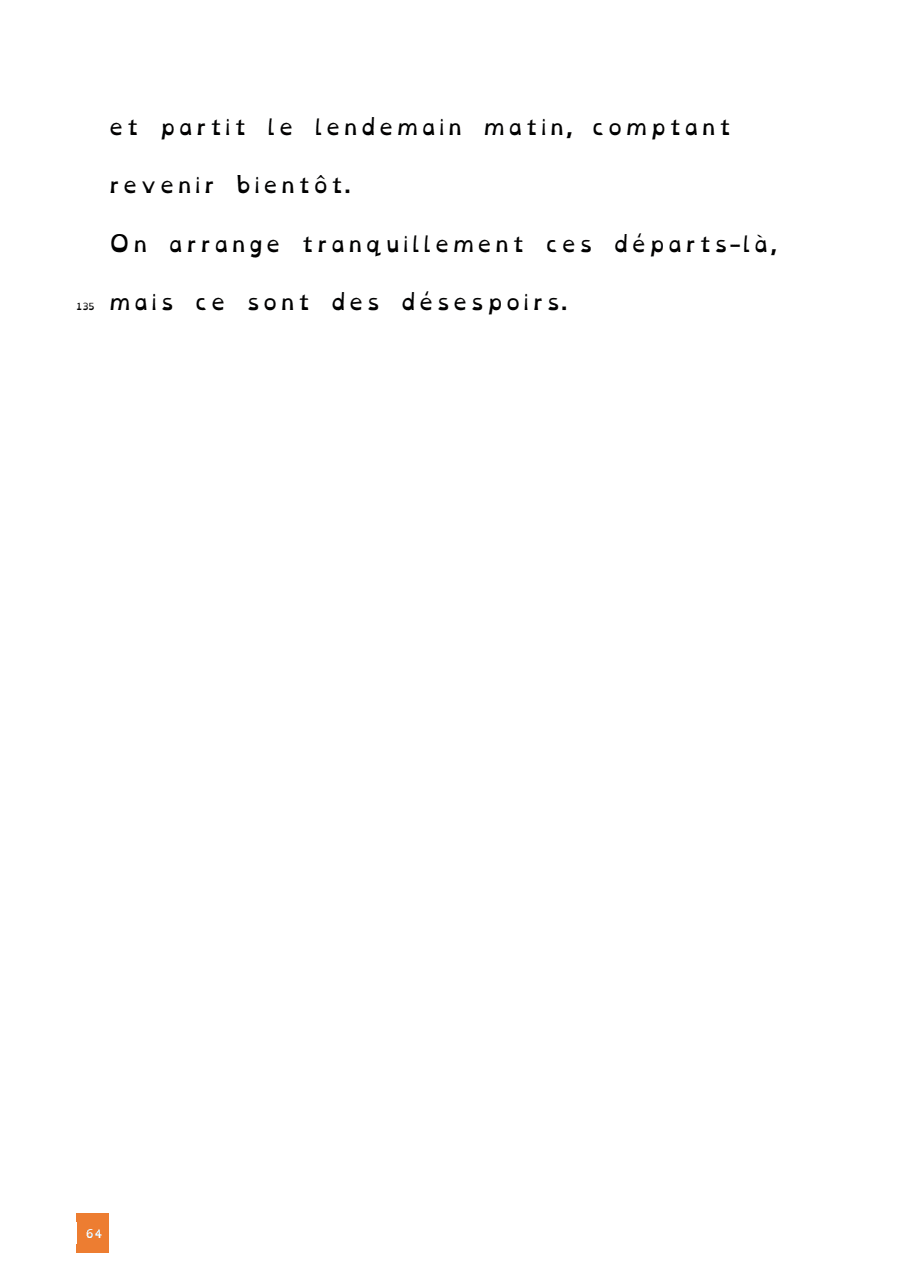 et partit le lendemain matin, comptant
revenir bientôt.
On arrange tranquillement ces départs-là,
135 mais ce sont des désespoirs.
64